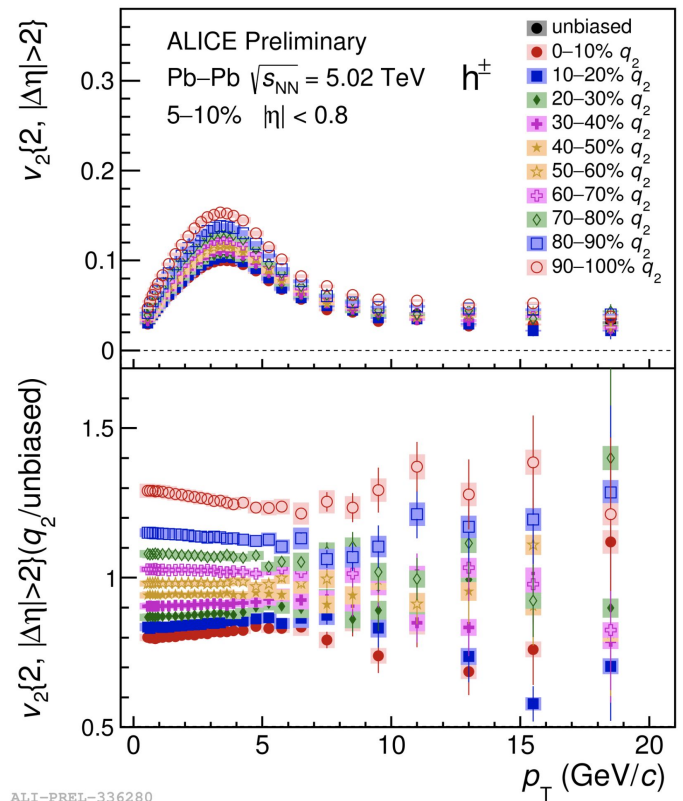 v₂{2, |Δη|>2}
0.3
0.2
0.1
0
ALICE Preliminary
Pb–Pb √s_NN = 5.02 TeV
5–10% |η| < 0.8
h±
unbiased
0–10% q₂
10–20% q₂
20–30% q₂
30–40% q₂
40–50% q₂
50–60% q₂
60–70% q₂
70–80% q₂
80–90% q₂
90–100% q₂
v₂{2, |Δη|>2}(q₂/unbiased)
1.5
1
0.5
0 5 10 15 20
p_T (GeV/c)
ALI-PREL-336280